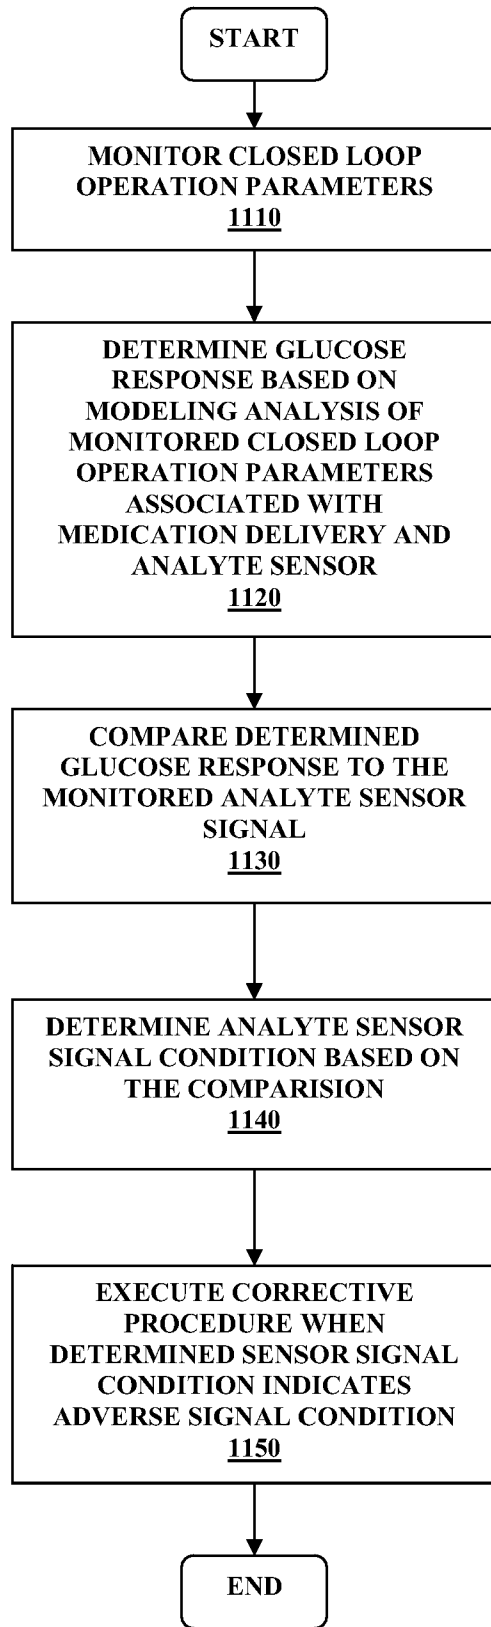 START
MONITOR CLOSED LOOP
OPERATION PARAMETERS
1110
DETERMINE GLUCOSE
RESPONSE BASED ON
MODELING ANALYSIS OF
MONITORED CLOSED LOOP
OPERATION PARAMETERS
ASSOCIATED WITH
MEDICATION DELIVERY AND
ANALYTE SENSOR
1120
COMPARE DETERMINED
GLUCOSE RESPONSE TO THE
MONITORED ANALYTE SENSOR
SIGNAL
1130
DETERMINE ANALYTE SENSOR
SIGNAL CONDITION BASED ON
THE COMPARISION
1140
EXECUTE CORRECTIVE
PROCEDURE WHEN
DETERMINED SENSOR SIGNAL
CONDITION INDICATES
ADVERSE SIGNAL CONDITION
1150
END